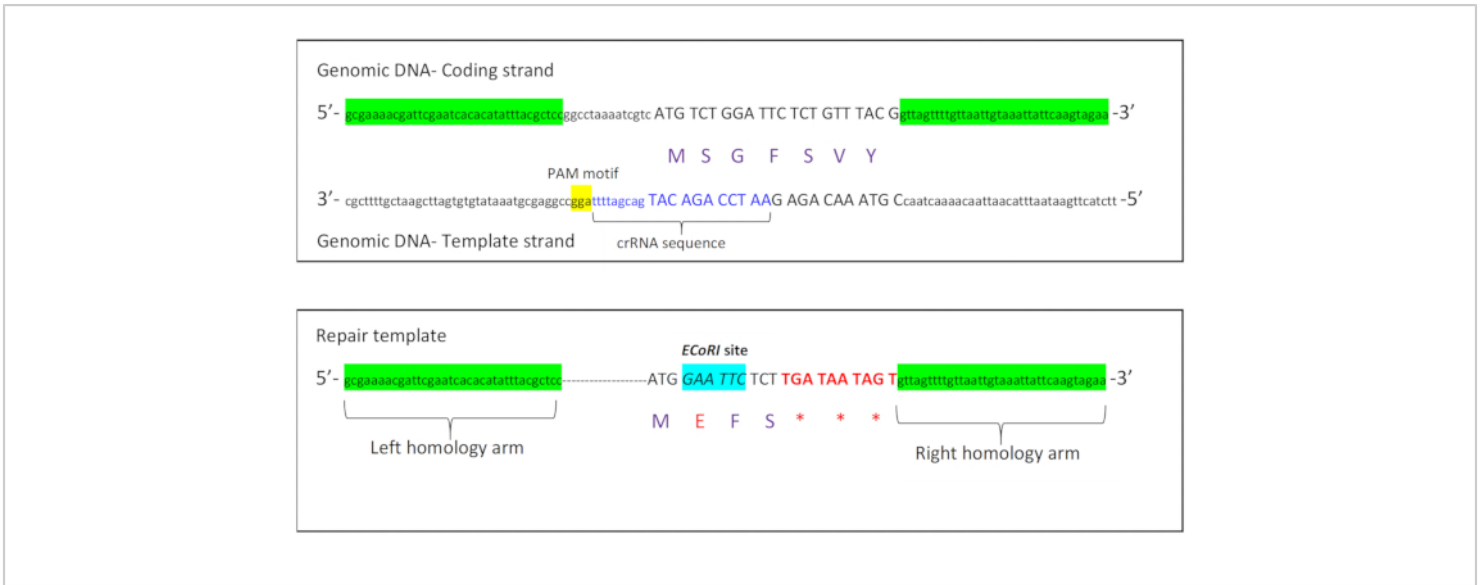 Genomic DNA- Coding strand
5’- gcgaaaacgattcgaatcacacatatttacgctccggcctaaaatcgtc ATG TCT GGA TTC TCT GTT TAC Ggttagttttgttaattgtaaattattcaagtagaa -3’
M S G F S V Y
PAM motif
3’- cgcttttgctaagcttagtgtgtataaatgcgaggccggattttagcag TACAGA CCT AAG AGA CAA ATG Ccaatcaaaacaattaacatttaataagttcatctt -5’
Genomic DNA- Template strand
crRNA sequence
Repair template
ECoRI site
5’- gcgaaaacgattcgaatcacacatatttacgctcc-----------------ATG GAA TTC TCT TGA TAA TAG Tgttagttttgttaattgtaaattattcaagtagaa -3’
M E F S * * *
Left homology arm
Right homology arm